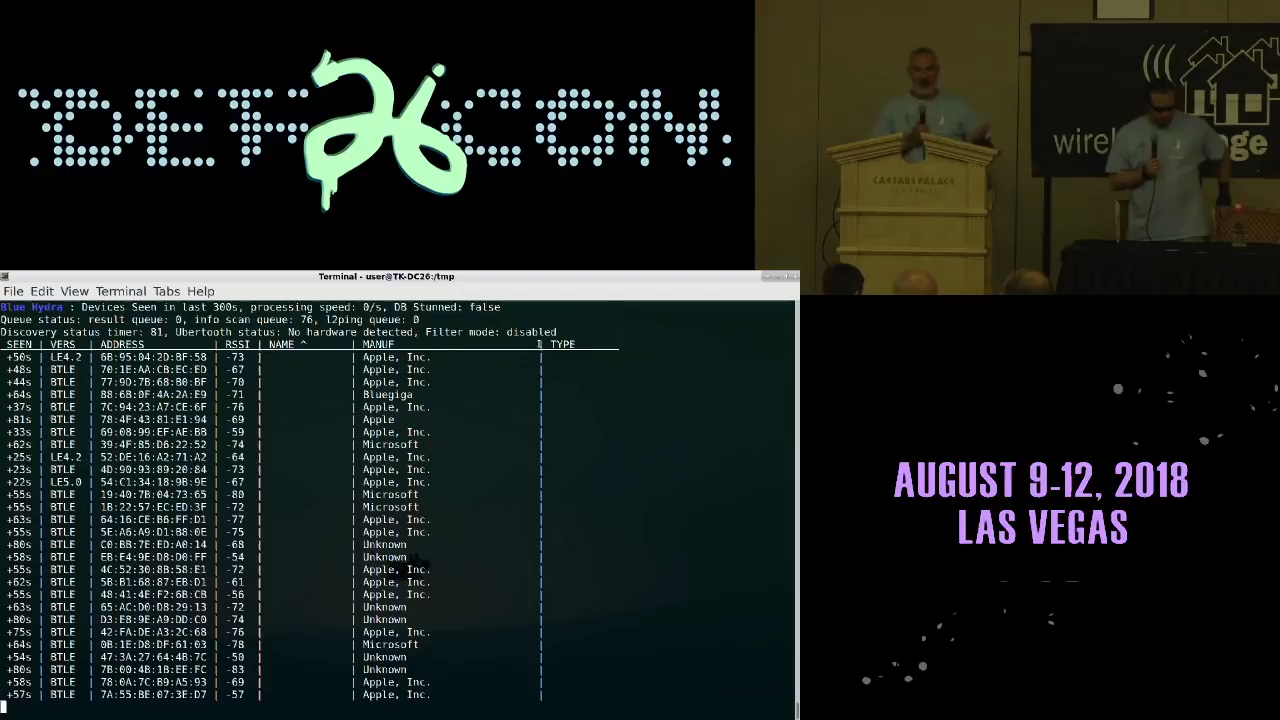 DEF 26 CON
CAESARS PALACE
wirel age
Terminal - user@TK-DC26:/tmp
File Edit View Terminal Tabs Help
Blue Hydra : Devices Seen in last 300s, processing speed: 0/s, DB Stunned: false
Queue status: result queue: 0, info scan queue: 76, l2ping queue: 0
Discovery status timer: 81, Ubertooth status: No hardware detected, Filter mode: disabled
SEEN | VERS | ADDRESS | RSSI | NAME ^ | MANUF | TYPE
+50s | LE4.2 | 6B:95:04:2D:BF:58 | -73 | | Apple, Inc. |
+48s | BTLE | 70:1E:AA:CB:EC:ED | -67 | | Apple, Inc. |
+44s | BTLE | 77:9D:7B:68:B0:BF | -70 | | Apple, Inc. |
+64s | BTLE | 88:6B:0F:4A:2A:E9 | -71 | | Bluegiga |
+37s | BTLE | 7C:94:23:A7:CE:6F | -76 | | Apple, Inc. |
+81s | BTLE | 78:4F:43:81:E1:94 | -69 | | Apple |
+33s | BTLE | 69:08:99:EF:AE:BB | -59 | | Apple, Inc. |
+62s | BTLE | 39:4F:B5:D6:22:52 | -74 | | Microsoft |
+25s | LE4.2 | 52:DE:16:A2:71:A2 | -64 | | Apple, Inc. |
+23s | BTLE | 4D:90:93:89:20:84 | -73 | | Apple, Inc. |
+22s | LE5.0 | 54:C1:34:18:9B:9E | -67 | | Apple, Inc. |
+55s | BTLE | 19:40:7B:04:73:65 | -80 | | Microsoft |
+55s | BTLE | 1B:22:57:EC:ED:3F | -72 | | Microsoft |
+63s | BTLE | 64:16:CE:B6:FF:D1 | -77 | | Apple, Inc. |
+55s | BTLE | 5E:A6:A9:D1:B8:0E | -75 | | Apple, Inc. |
+80s | BTLE | C0:BB:7E:ED:A0:14 | -68 | | Unknown |
+58s | BTLE | EB:E4:9E:D8:D0:FF | -54 | | Unknown |
+55s | BTLE | 4C:52:30:8B:58:E1 | -72 | | Apple, Inc. |
+62s | BTLE | 5B:B1:68:87:EB:D1 | -61 | | Apple, Inc. |
+55s | BTLE | 48:41:4E:F2:6B:CB | -56 | | Apple, Inc. |
+63s | BTLE | 65:AC:D0:D8:29:13 | -72 | | Unknown |
+80s | BTLE | D3:E8:9E:A9:DD:C0 | -74 | | Unknown |
+75s | BTLE | 42:FA:DE:A3:2C:68 | -76 | | Apple, Inc. |
+64s | BTLE | 0B:1E:D8:DF:61:03 | -78 | | Microsoft |
+54s | BTLE | 47:3A:27:64:4B:7C | -50 | | Unknown |
+80s | BTLE | 7B:00:4B:1B:EE:FC | -83 | | Unknown |
+58s | BTLE | 78:0A:7C:B9:A5:93 | -69 | | Apple, Inc. |
+57s | BTLE | 7A:55:BE:07:3E:D7 | -57 | | Apple, Inc. |
AUGUST 9-12, 2018
LAS VEGAS